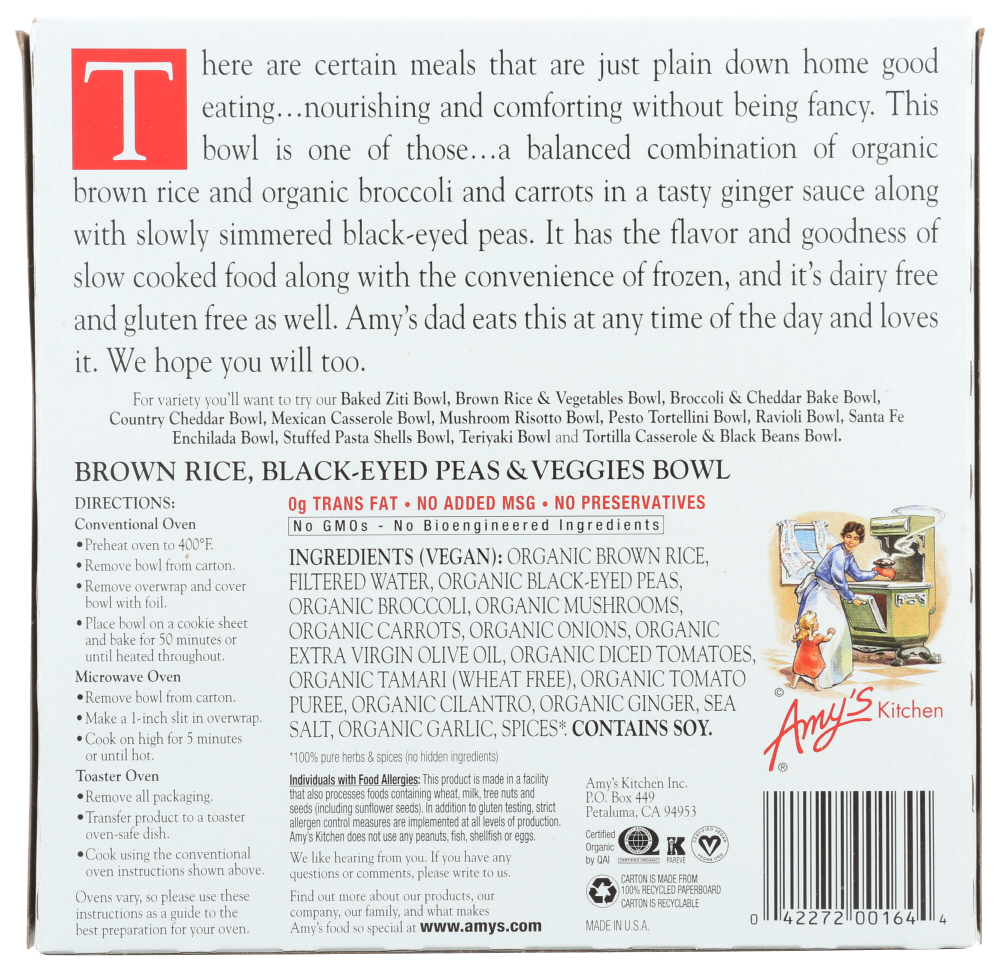 There are certain meals that are just plain down home good
eating...nourishing and comforting without being fancy. This
bowl is one of those...a balanced combination of organic
brown rice and organic broccoli and carrots in a tasty ginger sauce along
with slowly simmered black-eyed peas. It has the flavor and goodness of
slow cooked food along with the convenience of frozen, and it's dairy free
and gluten free as well. Amy's dad eats this at any time of the day and loves
it. We hope you will too.
For variety you'll want to try our Baked Ziti Bowl, Brown Rice & Vegetables Bowl, Broccoli & Cheddar Bake Bowl,
Country Cheddar Bowl, Mexican Casserole Bowl, Mushroom Risotto Bowl, Pesto Tortellini Bowl, Ravioli Bowl, Santa Fe
Enchilada Bowl, Stuffed Pasta Shells Bowl, Teriyaki Bowl and Tortilla Casserole & Black Beans Bowl.
BROWN RICE, BLACK-EYED PEAS & VEGGIES BOWL
DIRECTIONS:
Conventional Oven
• Preheat oven to 400°F.
• Remove bowl from carton.
• Remove overwrap and cover
bowl with foil.
• Place bowl on a cookie sheet
and bake for 50 minutes or
until heated throughout.
Microwave Oven
• Remove bowl from carton.
• Make a 1-inch slit in overwrap.
• Cook on high for 5 minutes
or until hot.
Toaster Oven
• Remove all packaging.
• Transfer product to a toaster
oven-safe dish.
• Cook using the conventional
oven instructions shown above.
Ovens vary, so please use these
instructions as a guide to the
best preparation for your oven.
0g TRANS FAT • NO ADDED MSG • NO PRESERVATIVES
No GMOs - No Bioengineered Ingredients
INGREDIENTS (VEGAN): ORGANIC BROWN RICE,
FILTERED WATER, ORGANIC BLACK-EYED PEAS,
ORGANIC BROCCOLI, ORGANIC MUSHROOMS,
ORGANIC CARROTS, ORGANIC ONIONS, ORGANIC
EXTRA VIRGIN OLIVE OIL, ORGANIC DICED TOMATOES,
ORGANIC TAMARI (WHEAT FREE), ORGANIC TOMATO
PUREE, ORGANIC CILANTRO, ORGANIC GINGER, SEA
SALT, ORGANIC GARLIC, SPICES*. CONTAINS SOY.
*100% pure herbs & spices (no hidden ingredients)
Individuals with Food Allergies: This product is made in a facility
that also processes foods containing wheat, milk, tree nuts and
seeds (including sunflower seeds). In addition to gluten testing, strict
allergen control measures are implemented at all levels of production.
Amy's Kitchen does not use any peanuts, fish, shellfish or eggs.
We like hearing from you. If you have any
questions or comments, please write to us.
Find out more about our products, our
company, our family, and what makes
Amy's food so special at www.amys.com
©
Amy's Kitchen
®
Amy's Kitchen Inc.
P.O. Box 449
Petaluma, CA 94953
Certified
Organic
by QAI
QAI
CERTIFIED ORGANIC
K
PAREVE
CERTIFIED VEGAN
V
VEGAN.ORG
CARTON IS MADE FROM
100% RECYCLED PAPERBOARD
CARTON IS RECYCLABLE
MADE IN U.S.A.
0 42272 00164 4